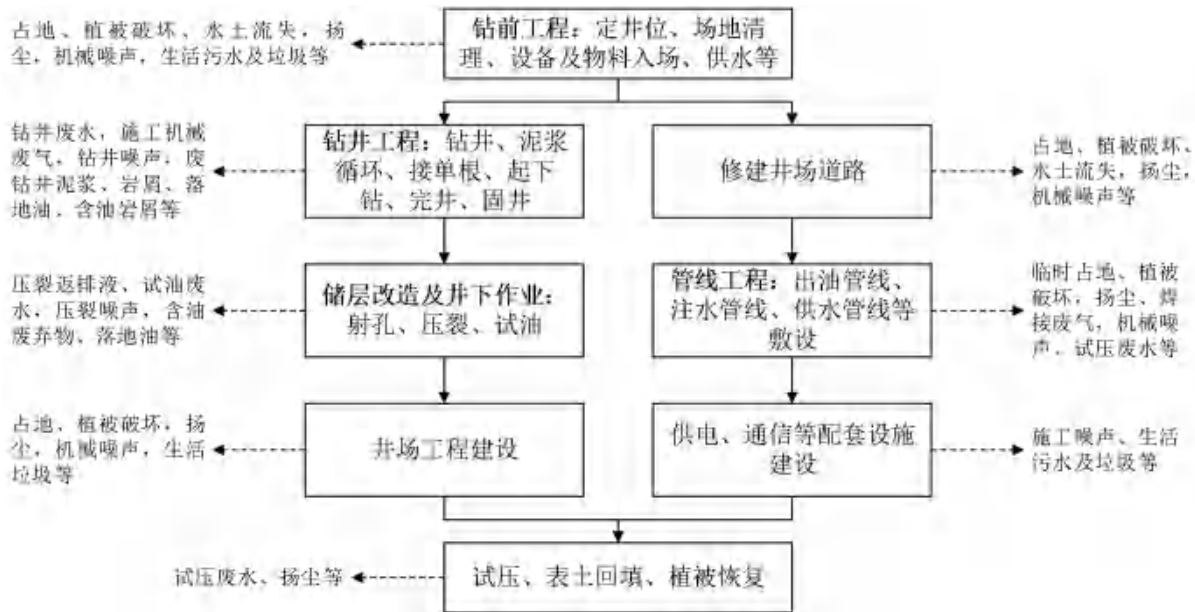 占地、植被破坏、水土流失，扬
尘，机械噪声，生活污水及垃圾等
钻前工程：定井位、场地清
理、设备及物料入场、供水等
钻井废水，施工机械
废气，钻井噪声，废
钻井泥浆、岩屑、落
地油，含油岩屑等
钻井工程：钻井、泥浆
循环、接单根、起下
钻、完井、固井
修建井场道路
占地、植被破坏、
水土流失，扬尘，
机械噪声等
压裂返排液、试油废
水，压裂噪声，含油
废弃物、落地油等
储层改造及井下作业：
射孔、压裂、试油
管线工程：出油管线、
注水管线、供水管线等
敷设
临时占地、植被
破坏，扬尘、焊
接废气，机械噪
声，试压废水等
占地、植被破坏，扬
尘，机械噪声，生活
垃圾等
井场工程建设
供电、通信等配套设施
建设
施工噪声、生活
污水及垃圾等
试压废水、扬尘等
试压、表土回填、植被恢复